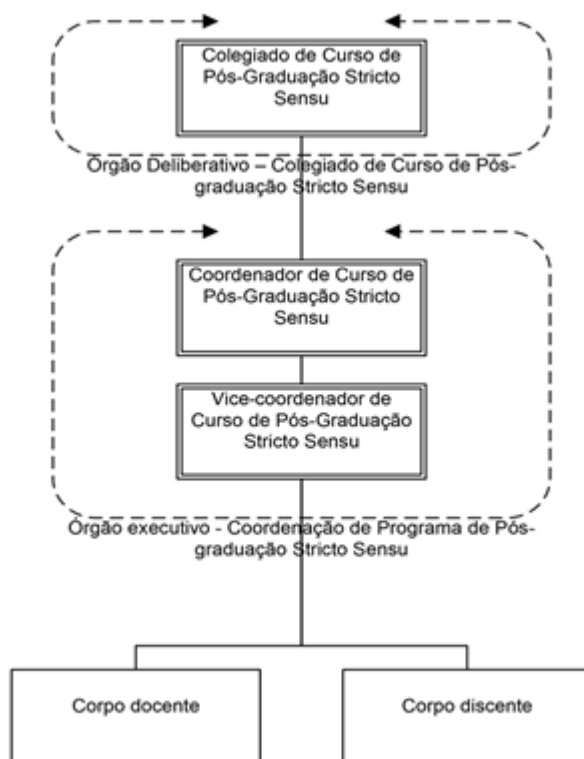 Colegiado de Curso de
Pós-Graduação Stricto
Sensu
Órgão Deliberativo – Colegiado de Curso de Pós-
graduação Stricto Sensu
Coordenador de Curso de
Pós-Graduação Stricto
Sensu
Vice-coordenador de
Curso de Pós-Graduação
Stricto Sensu
Órgão executivo - Coordenação de Programa de Pós-
graduação Stricto Sensu
Corpo docente
Corpo discente